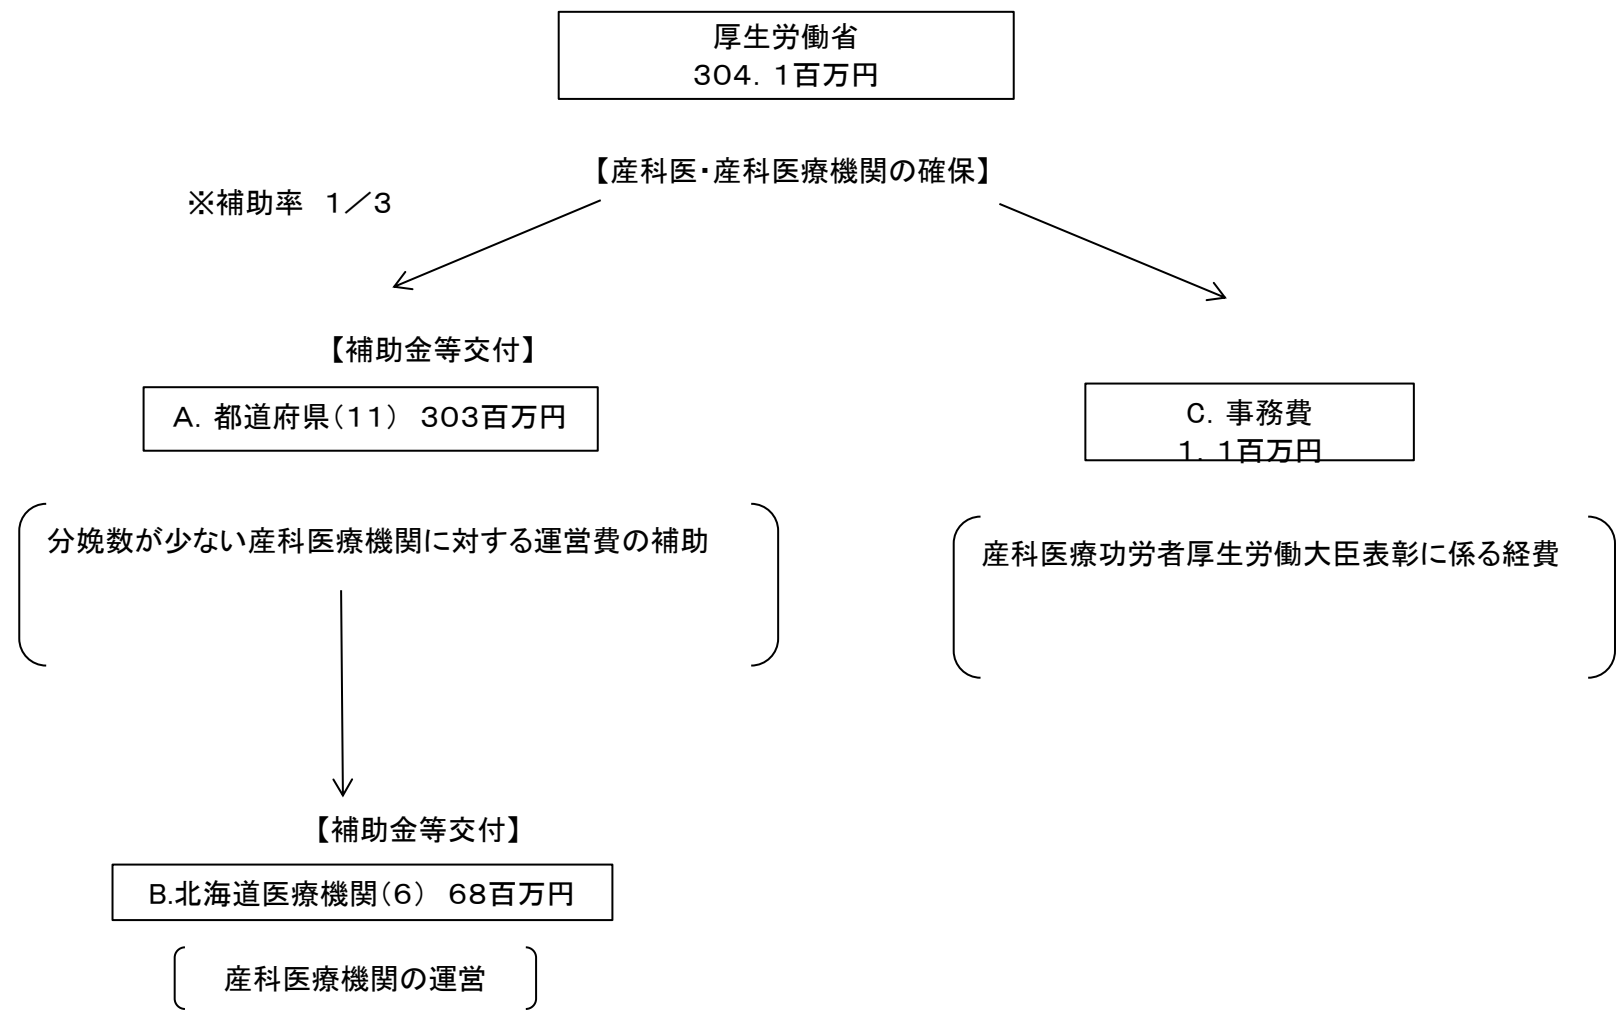 厚生労働省
３０４．１百万円
【産科医・産科医療機関の確保】
※補助率　１／３
【補助金等交付】
Ａ．都道府県（１１）　３０３百万円
Ｃ．事務費
１．１百万円
分娩数が少ない産科医療機関に対する運営費の補助
産科医療功労者厚生労働大臣表彰に係る経費
【補助金等交付】
B.北海道医療機関（６）　６８百万円
産科医療機関の運営